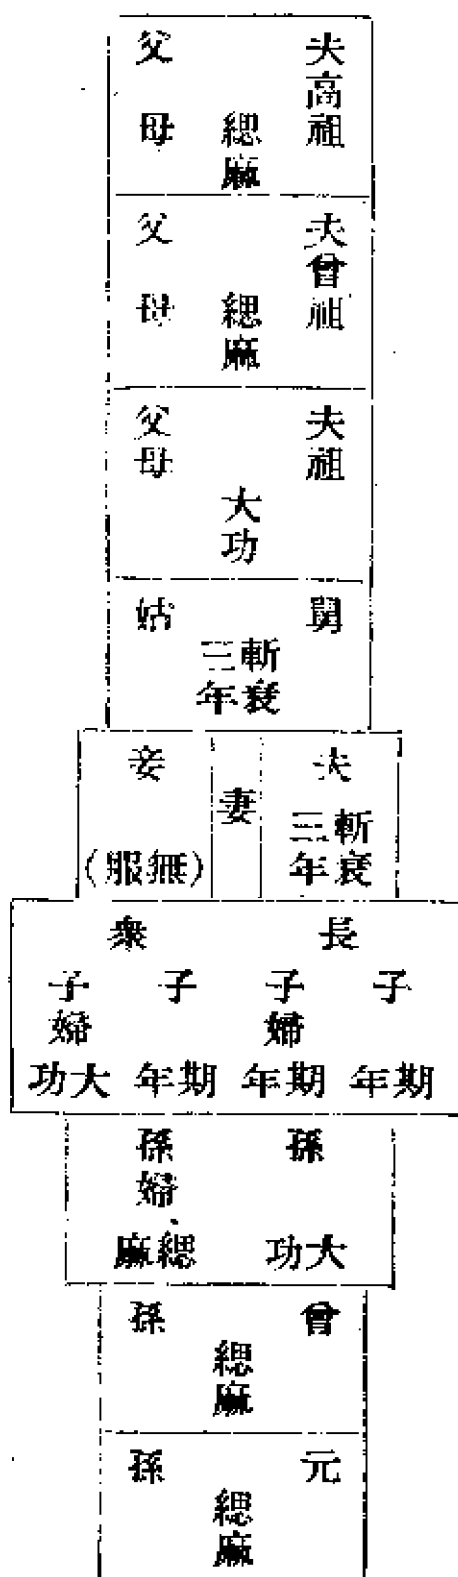 夫高祖
父母
緦麻
夫曾祖
父母
緦麻
夫祖
父母
大功
舅
姑
斬衰
三年
夫
斬衰
三年
妻
妾
(無服)
長
子
期年
子婦
期年
衆
子
期年
子婦
大功
孫
大功
孫婦
緦麻
曾孫
緦麻
元孫
緦麻